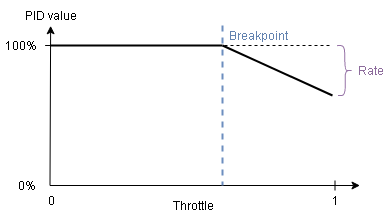 PID value
Breakpoint
100%
Rate
0%
0
Throttle
1